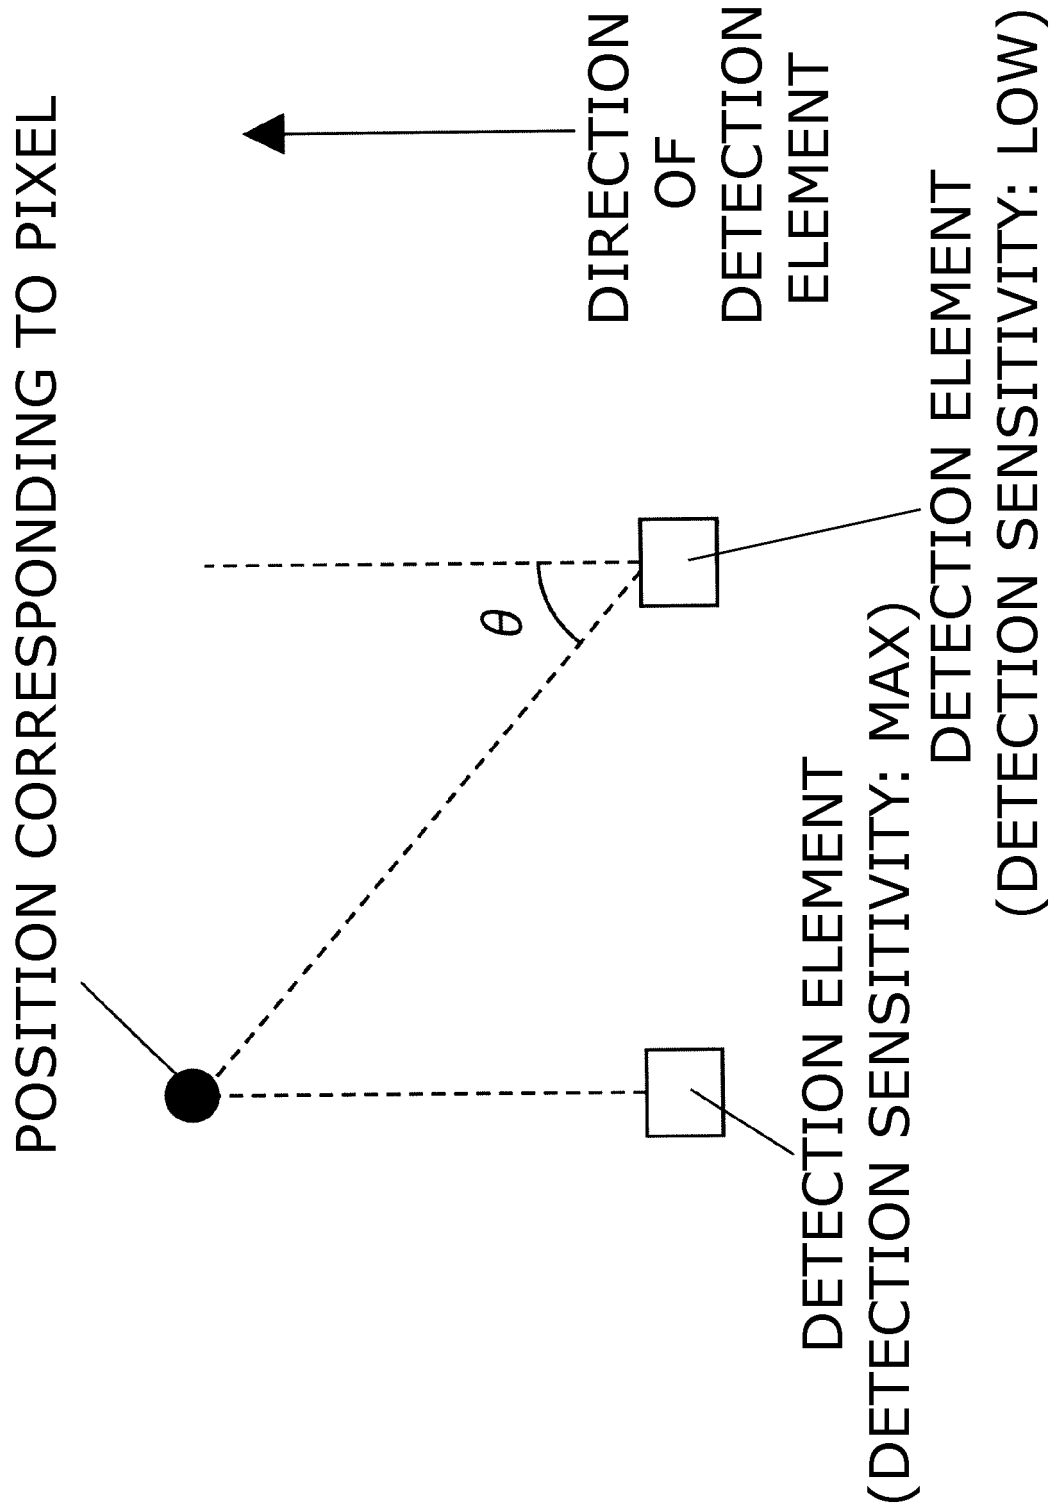 POSITION CORRESPONDING TO PIXEL
θ
DIRECTION
OF
DETECTION
ELEMENT
DETECTION ELEMENT
(DETECTION SENSITIVITY: MAX)
DETECTION ELEMENT
(DETECTION SENSITIVITY: LOW)